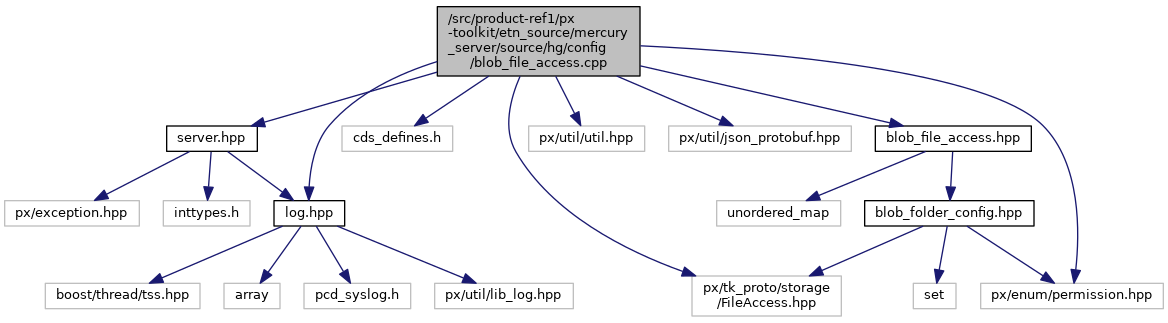 /src/product-ref1/px
-toolkit/etn_source/mercury
_server/source/hg/config
/blob_file_access.cpp
server.hpp
cds_defines.h
px/util/util.hpp
px/util/json_protobuf.hpp
blob_file_access.hpp
px/exception.hpp
inttypes.h
log.hpp
unordered_map
blob_folder_config.hpp
boost/thread/tss.hpp
array
pcd_syslog.h
px/util/lib_log.hpp
px/tk_proto/storage
/FileAccess.hpp
set
px/enum/permission.hpp